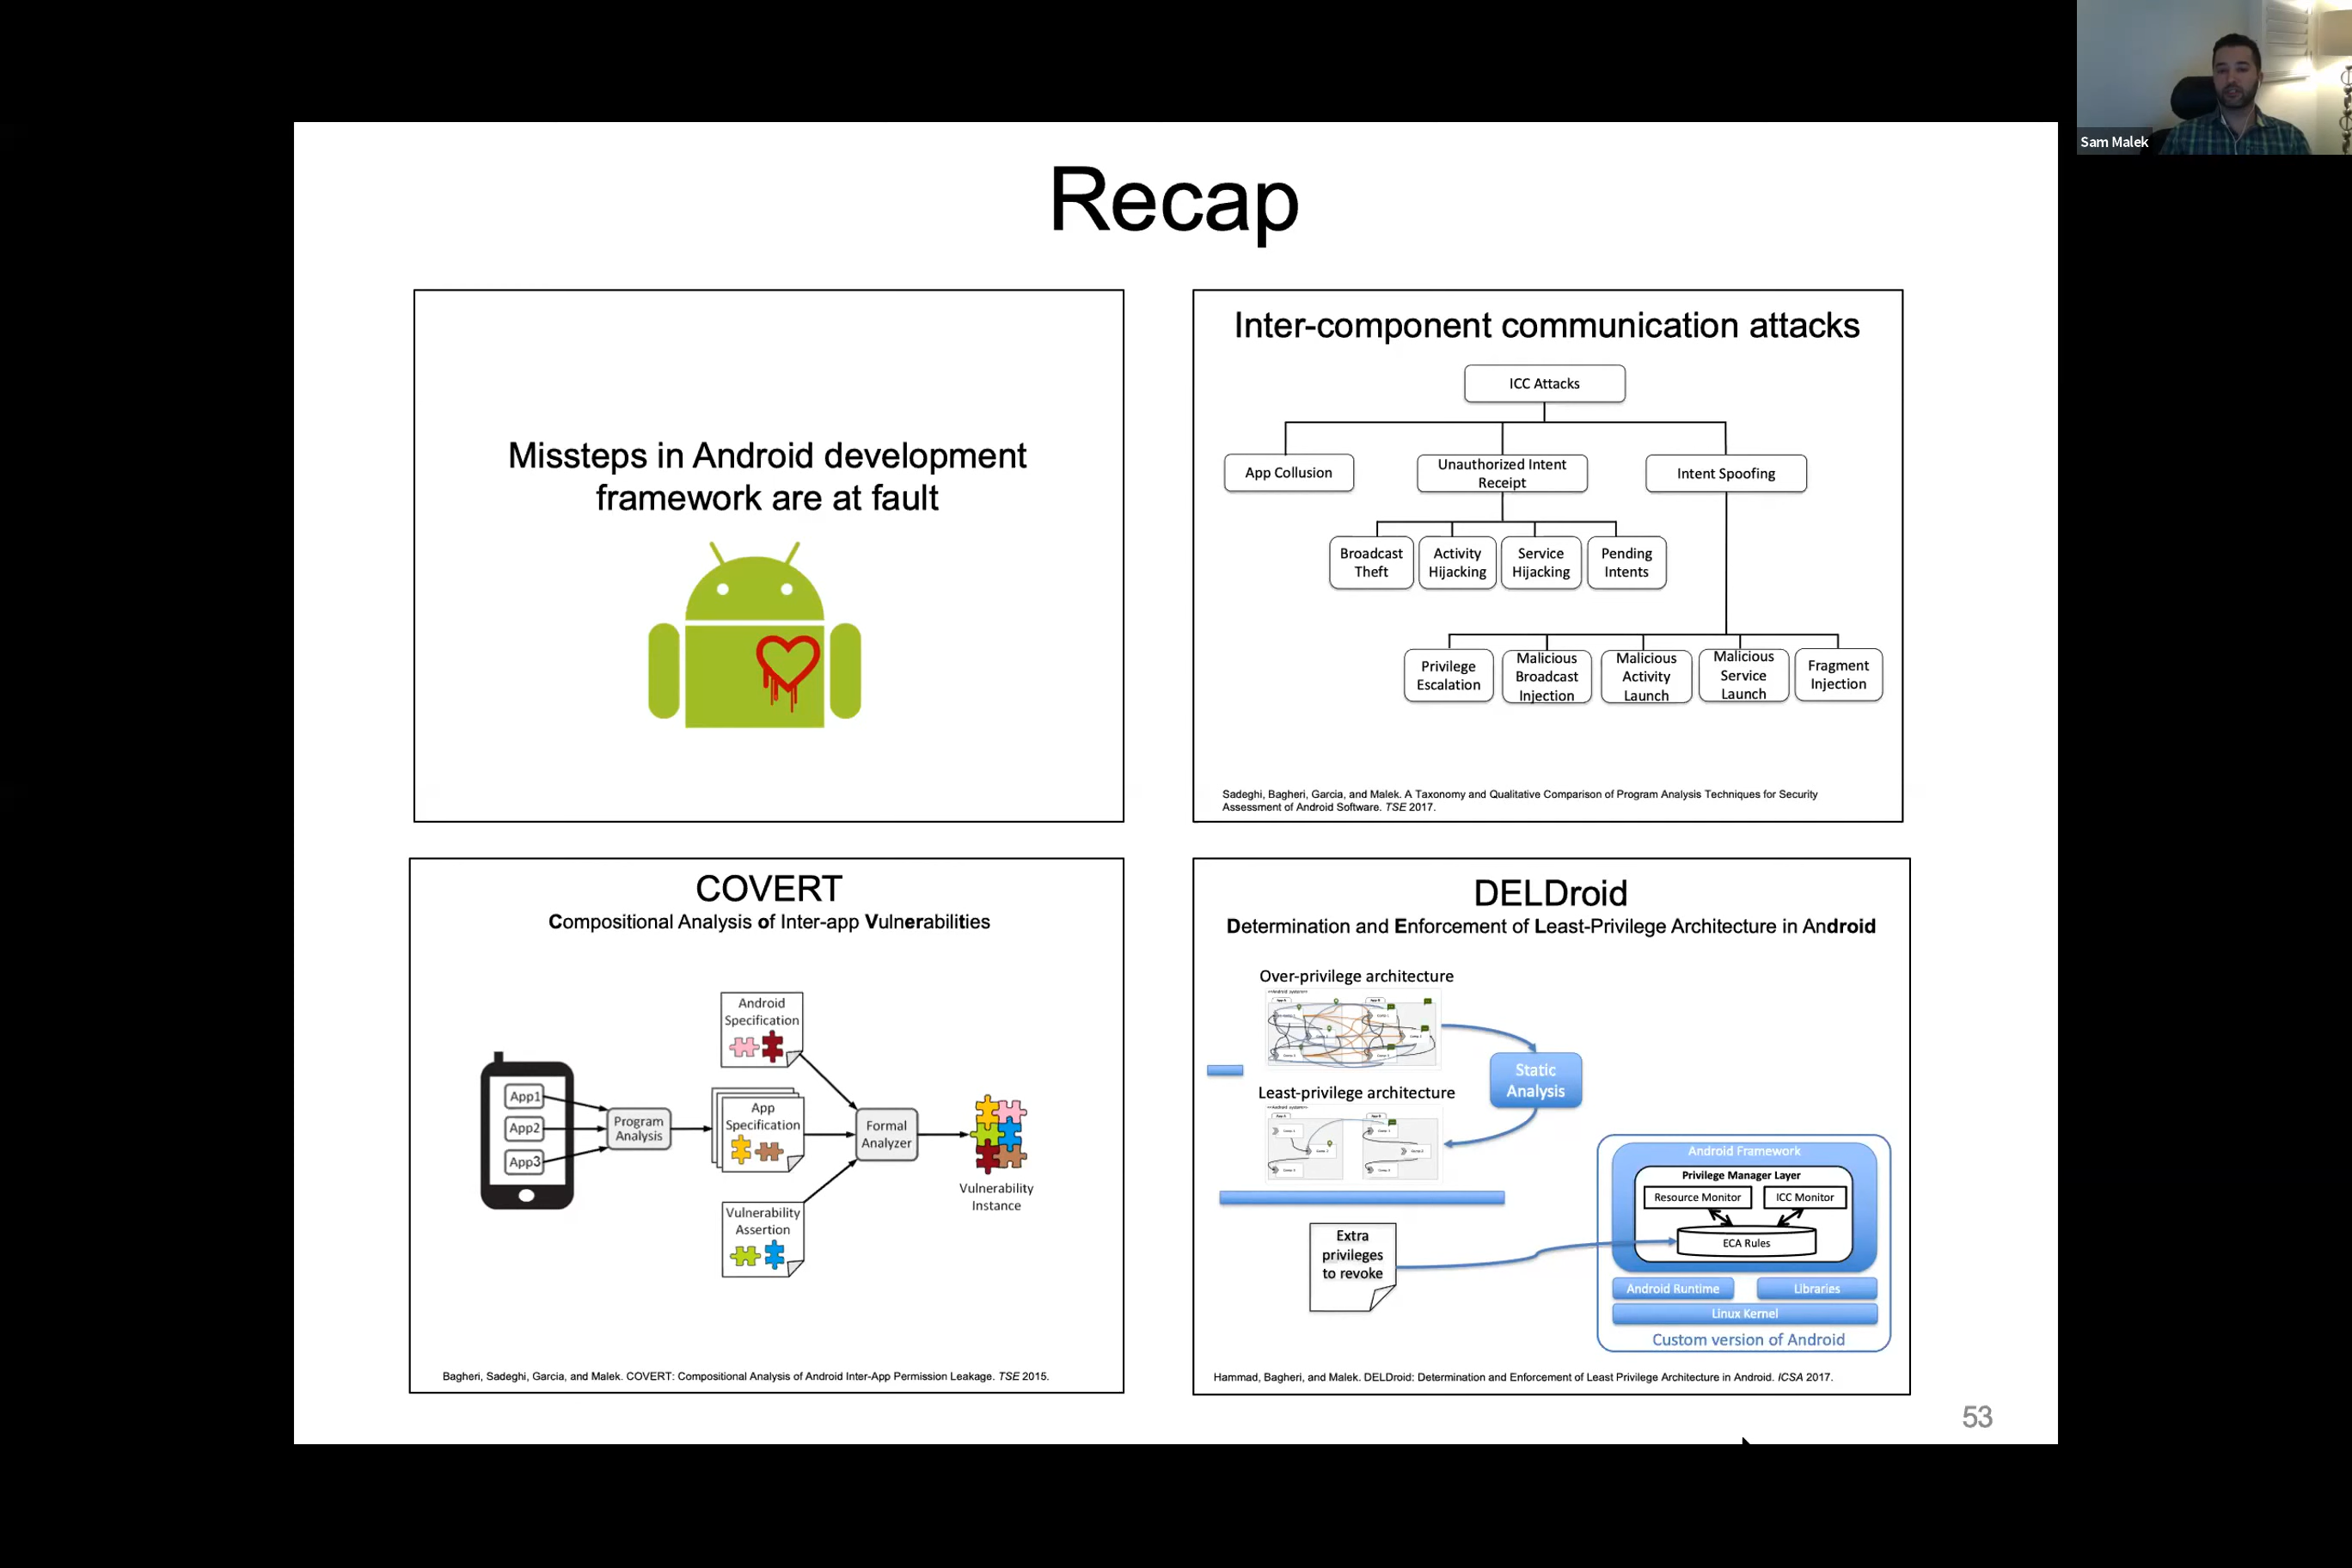 Sam Malek
Recap
Missteps in Android development
framework are at fault
Inter-component communication attacks
ICC Attacks
App Collusion
Unauthorized Intent
Receipt
Intent Spoofing
Broadcast
Theft
Activity
Hijacking
Service
Hijacking
Pending
Intents
Privilege
Escalation
Malicious
Broadcast
Injection
Malicious
Activity
Launch
Malicious
Service
Launch
Fragment
Injection
Sadeghi, Bagheri, Garcia, and Malek. A Taxonomy and Qualitative Comparison of Program Analysis Techniques for Security
Assessment of Android Software. TSE 2017.
COVERT
Compositional Analysis of Inter-app Vulnerabilities
App1
App2
App3
Program
Analysis
Android
Specification
App
Specification
Vulnerability
Assertion
Formal
Analyzer
Vulnerability
Instance
Bagheri, Sadeghi, Garcia, and Malek. COVERT: Compositional Analysis of Android Inter-App Permission Leakage. TSE 2015.
DELDroid
Determination and Enforcement of Least-Privilege Architecture in Android
Over-privilege architecture
Static
Analysis
Least-privilege architecture
Extra
privileges
to revoke
Android Framework
Privilege Manager Layer
Resource Monitor
ICC Monitor
ECA Rules
Android Runtime
Libraries
Linux Kernel
Custom version of Android
Hammad, Bagheri, and Malek. DELDroid: Determination and Enforcement of Least Privilege Architecture in Android. ICSA 2017.
53